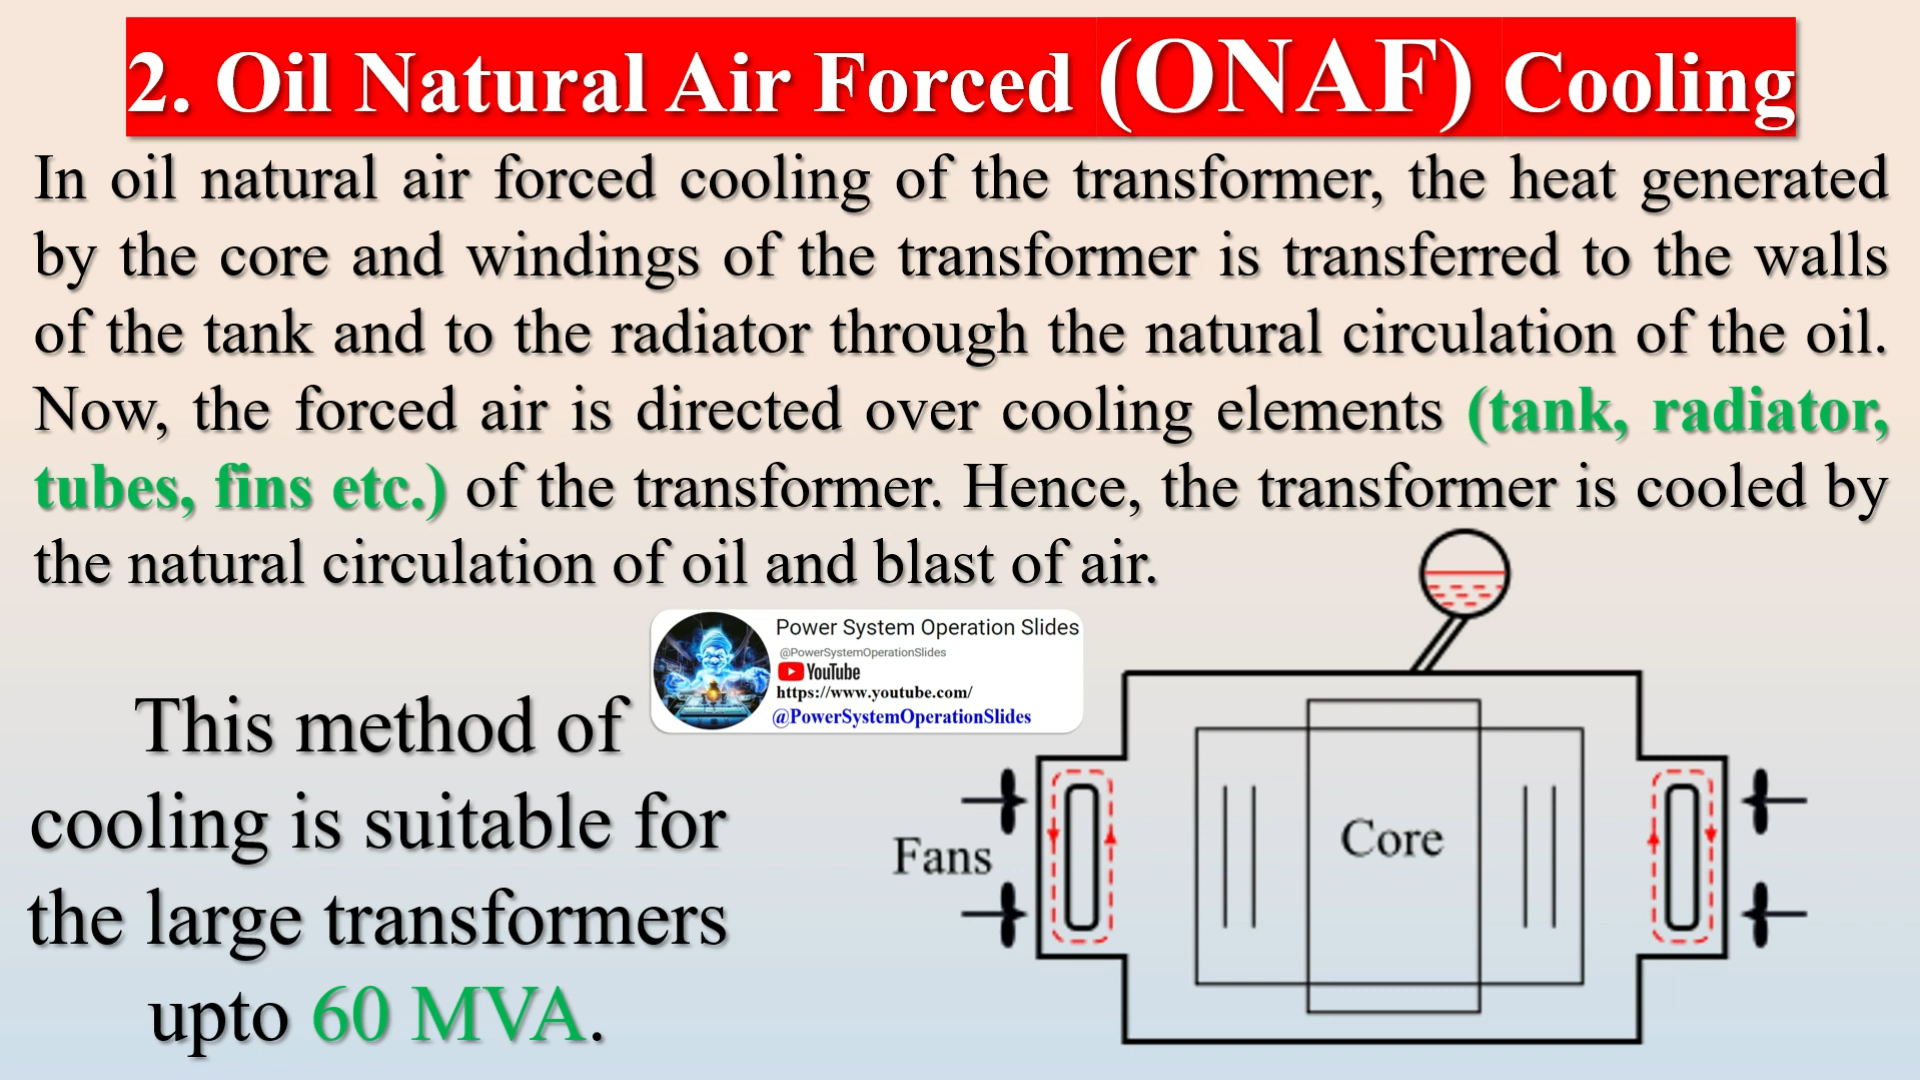 2. Oil Natural Air Forced (ONAF) Cooling
In oil natural air forced cooling of the transformer, the heat generated
by the core and windings of the transformer is transferred to the walls
of the tank and to the radiator through the natural circulation of the oil.
Now, the forced air is directed over cooling elements (tank, radiator,
tubes, fins etc.) of the transformer. Hence, the transformer is cooled by
the natural circulation of oil and blast of air.
Power System Operation Slides
@PowerSystemOperationSlides
YouTube
https://www.youtube.com/
@PowerSystemOperationSlides
This method of
cooling is suitable for
the large transformers
upto 60 MVA.
Fans
Core